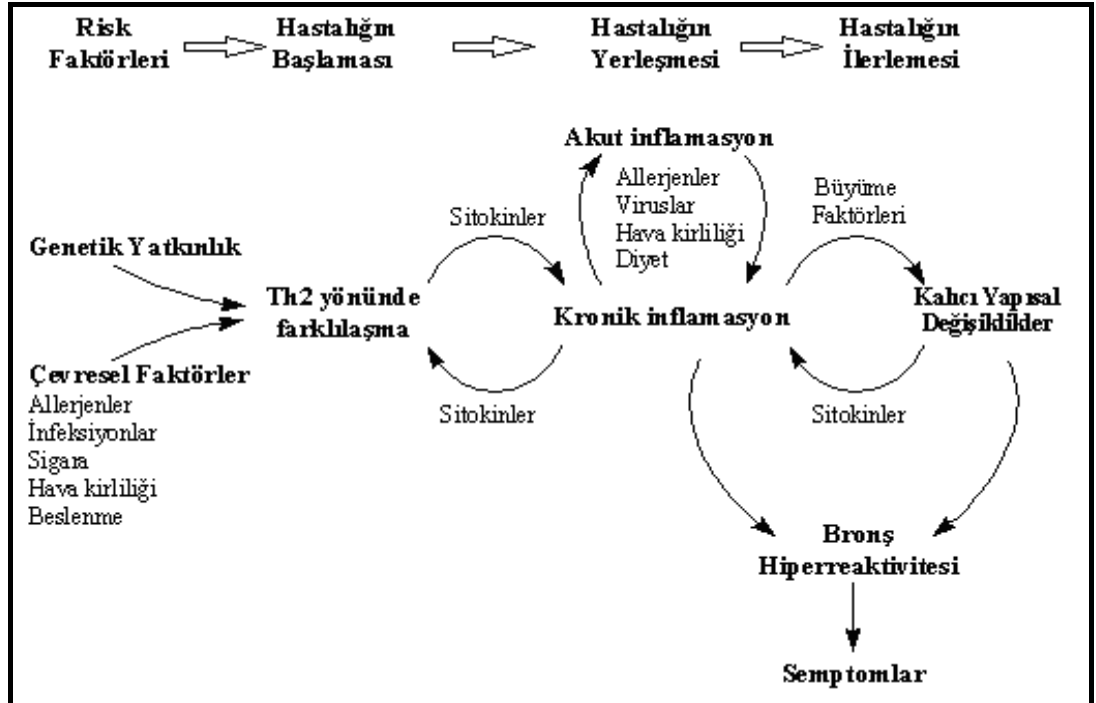 Risk
Faktörleri
Hastalığın
Başlaması
Hastalığın
Yerleşmesi
Hastalığın
İlerlemesi
Akut inflamasyon
Allerjenler
Viruslar
Hava kirliliği
Diyet
Sitokinler
Büyüme
Faktörleri
Genetik Yatkınlık
Th2 yönünde
farklılaşma
Kronik inflamasyon
Kalıcı Yapısal
Değişiklikler
Çevresel Faktörler
Allerjenler
İnfeksiyonlar
Sigara
Hava kirliliği
Beslenme
Sitokinler
Sitokinler
Bronş
Hiperreaktivitesi
Semptomlar